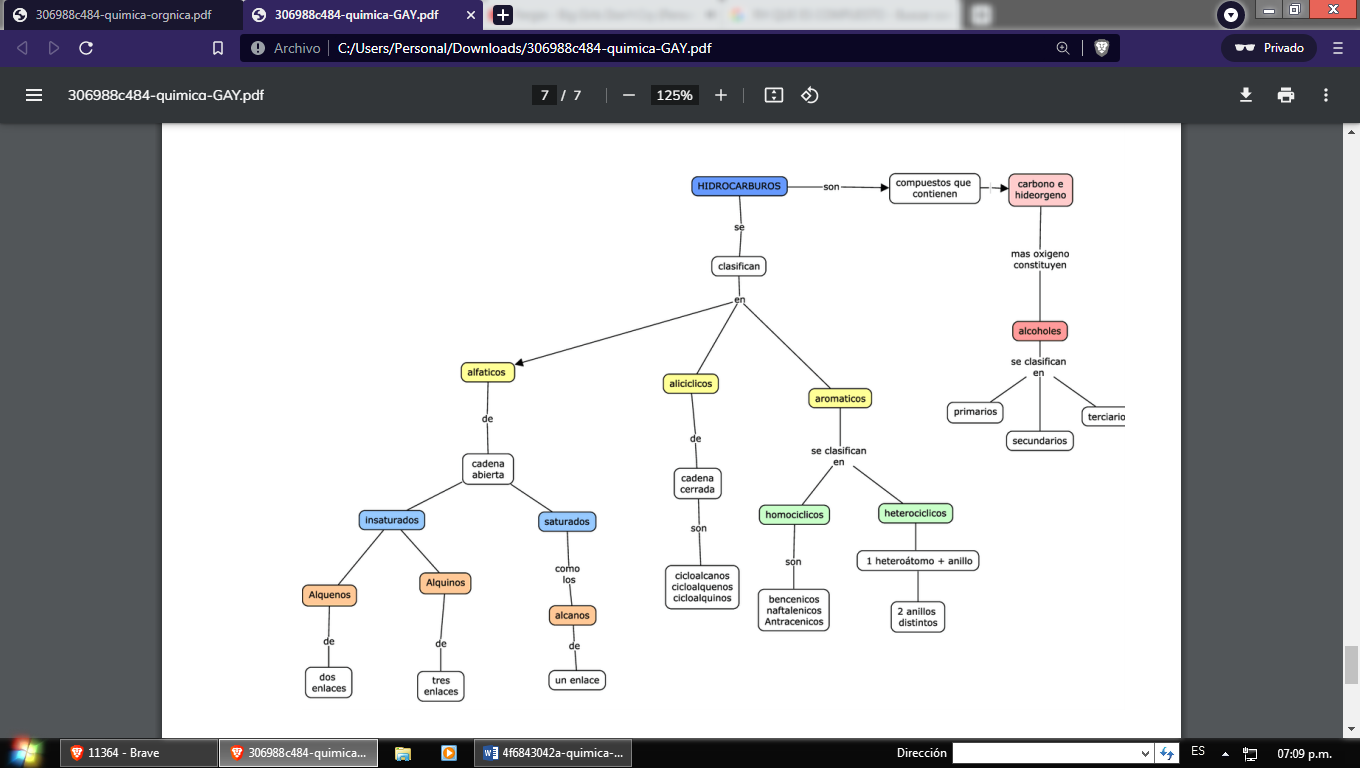 306988c484-quimica-orgnica.pdf
306988c484-quimica-GAY.pdf
Archivo
C:/Users/Personal/Downloads/306988c484-quimica-GAY.pdf
Privado
306988c484-quimica-GAY.pdf
7 / 7
125%
HIDROCARBUROS
son
compuestos que
contienen
carbono e
hideorgeno
se
mas oxigeno
constituyen
clasifican
en
alcoholes
se clasifican
en
primarios
secundarios
terciario
alfaticos
aliciclicos
aromaticos
de
de
se clasifican
en
cadena
abierta
cadena
cerrada
homociclicos
heterociclicos
insaturados
saturados
son
son
1 heteroátomo + anillo
como
los
cicloalcanos
cicloalquenos
cicloalquinos
bencenicos
naftalenicos
Antracenicos
2 anillos
distintos
Alquenos
Alquinos
alcanos
de
de
de
dos
enlaces
tres
enlaces
un enlace
11364 - Brave
306988c484-quimica...
4f6843042a-quimica-...
Dirección
ES
07:09 p.m.